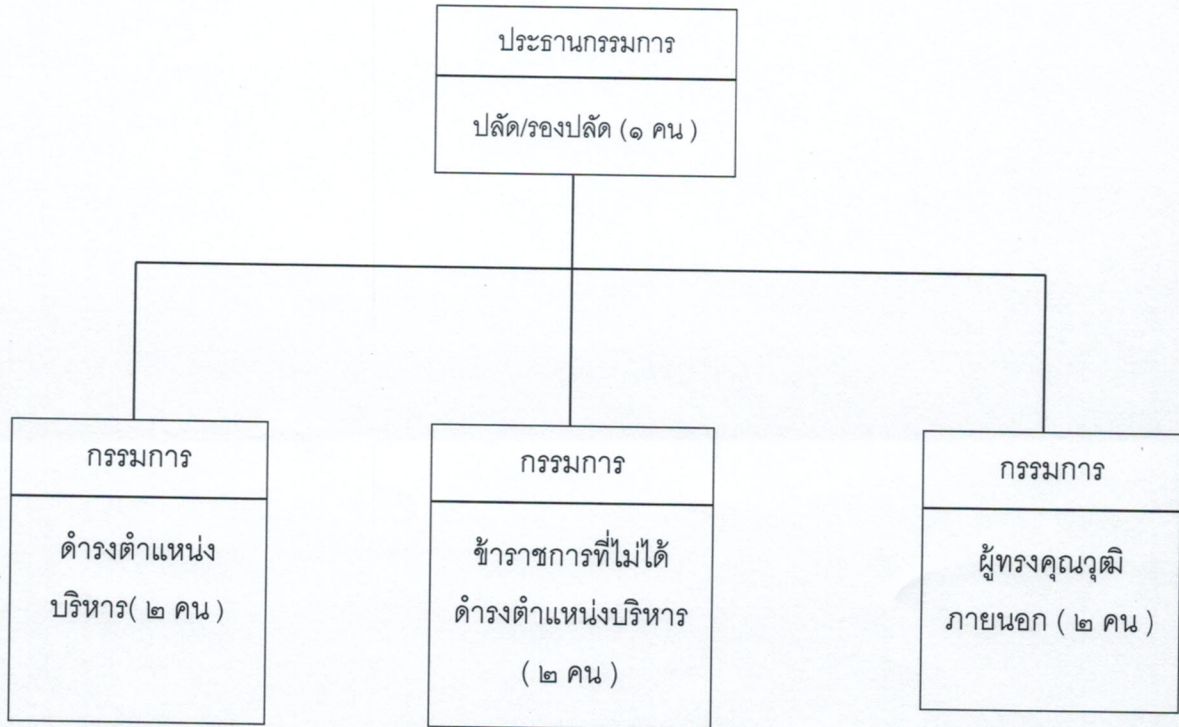 ประธานกรรมการ
ปลัด/รองปลัด (๑ คน )
กรรมการ
ดำรงตำแหน่ง
บริหาร( ๒ คน )
กรรมการ
ข้าราชการที่ไม่ได้
ดำรงตำแหน่งบริหาร
( ๒ คน )
กรรมการ
ผู้ทรงคุณวุฒิ
ภายนอก ( ๒ คน )